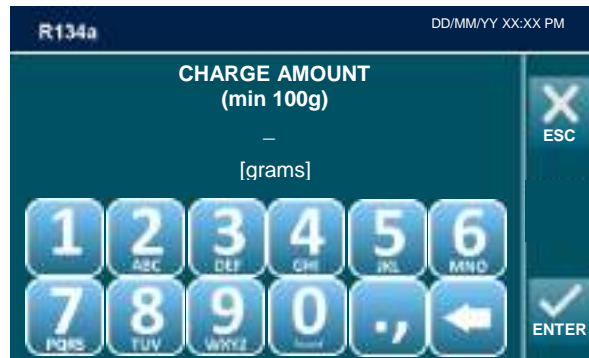 R134a DD/MM/YY XX:XX PM
CHARGE AMOUNT
(min 100g)
_
[grams]
ESC
1 2 3 4 5 6
ABC DEF GHI JKL MNO
7 8 9 0 .,
PQRS TUV WXYZ
ENTER